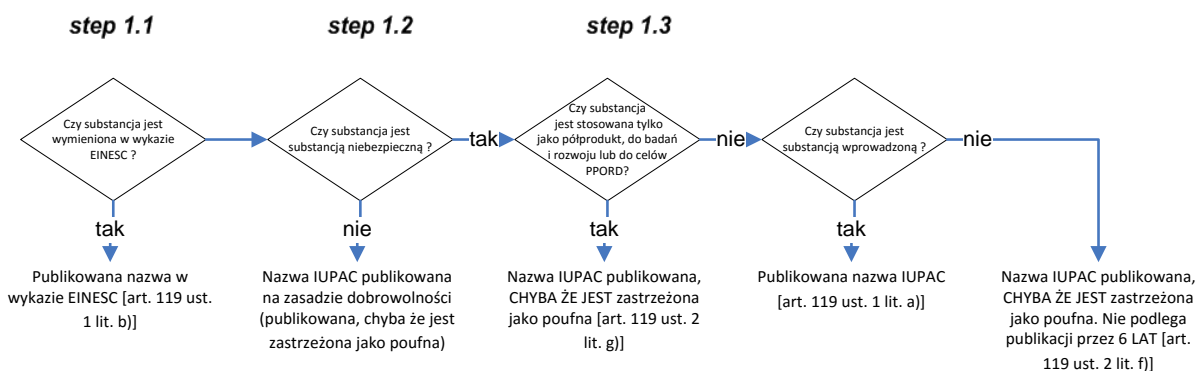 step 1.1
step 1.2
step 1.3
Czy substancja jest
wymieniona w wykazie
EINESC ?
Czy substancja jest
substancją niebezpieczną ?
tak
Czy substancja
jest stosowana tylko
jako półprodukt, do badań
i rozwoju lub do celów
PPORD?
nie
Czy substancja jest
substancją wprowadzoną ?
nie
tak
nie
tak
tak
Publikowana nazwa w
wykazie EINESC [art. 119 ust.
1 lit. b)]
Nazwa IUPAC publikowana
na zasadzie dobrowolności
(publikowana, chyba że jest
zastrzeżona jako poufna)
Nazwa IUPAC publikowana,
CHYBA ŻE JEST zastrzeżona
jako poufna [art. 119 ust. 2
lit. g)]
Publikowana nazwa IUPAC
[art. 119 ust. 1 lit. a)]
Nazwa IUPAC publikowana,
CHYBA ŻE JEST zastrzeżona
jako poufna. Nie podlega
publikacji przez 6 LAT [art.
119 ust. 2 lit. f)]